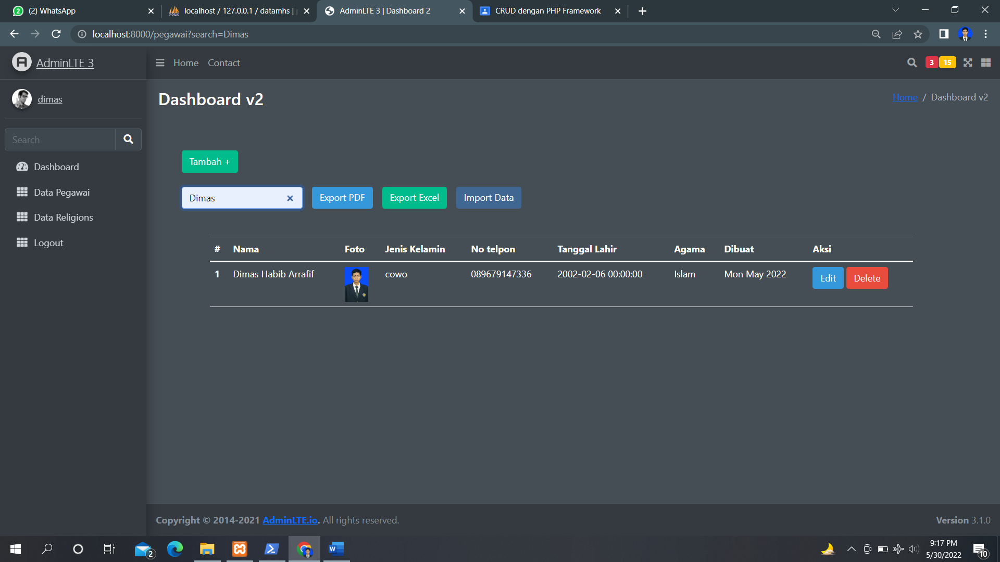 (2) WhatsApp
localhost / 127.0.0.1 / datamhs |
AdminLTE 3 | Dashboard 2
CRUD dengan PHP Framework
localhost:8000/pegawai?search=Dimas
AdminLTE 3
Home
Contact
3
15
dimas
Dashboard v2
Home / Dashboard v2
Search
Dashboard
Data Pegawai
Data Religions
Logout
Tambah +
Dimas
Export PDF
Export Excel
Import Data
# Nama Foto Jenis Kelamin No telpon Tanggal Lahir Agama Dibuat Aksi
1 Dimas Habib Arrafif cowo 089679147336 2002-02-06 00:00:00 Islam Mon May 2022 Edit Delete
Copyright © 2014-2021 AdminLTE.io. All rights reserved.
Version 3.1.0
2
9:17 PM
5/30/2022
10